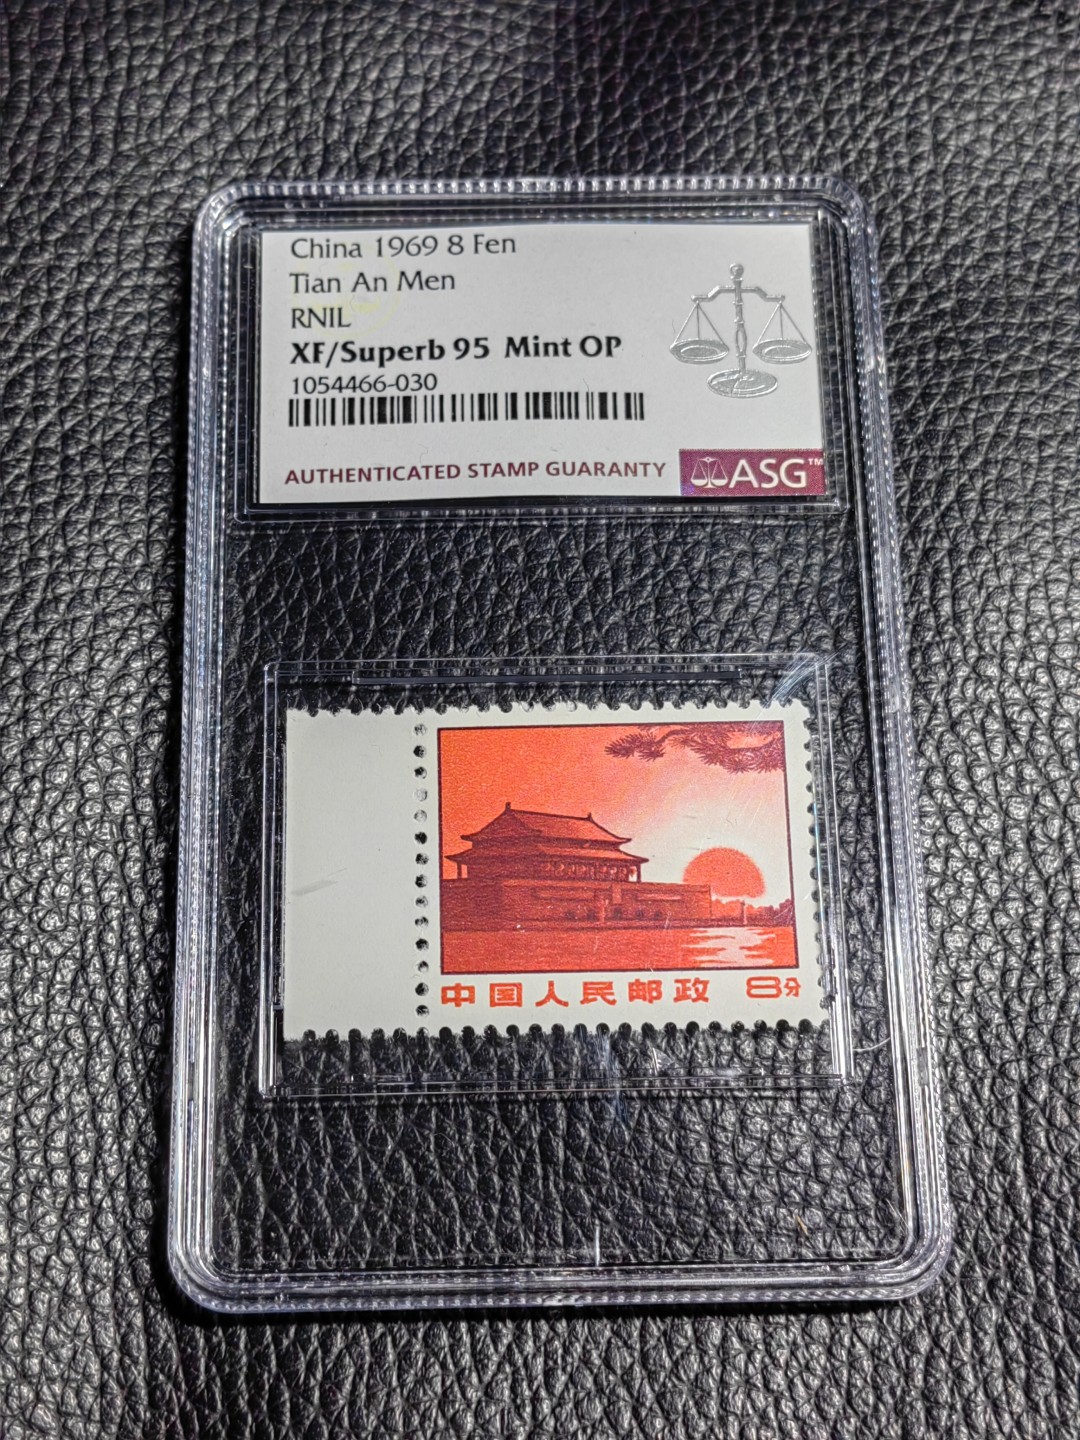 China 1969 8 Fen
Tian An Men
RNIL
XF/Superb 95 Mint OP
1054466-030
AUTHENTICATED STAMP GUARANTY
ASG™
中国人民邮政 8分